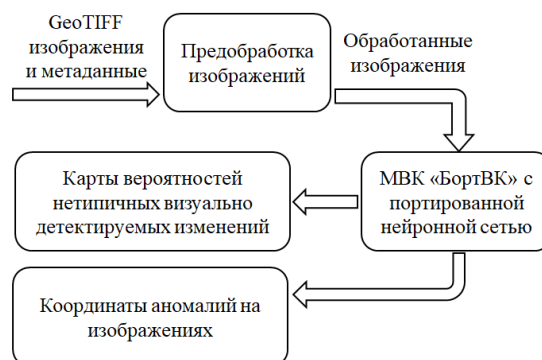 GeoTIFF
изображения
и метаданные
Предобработка
изображений
Обработанные
изображения
МВК «БортВК» с
портированной
нейронной сетью
Карты вероятностей
нетипичных визуально
детектируемых изменений
Координаты аномалий на
изображениях